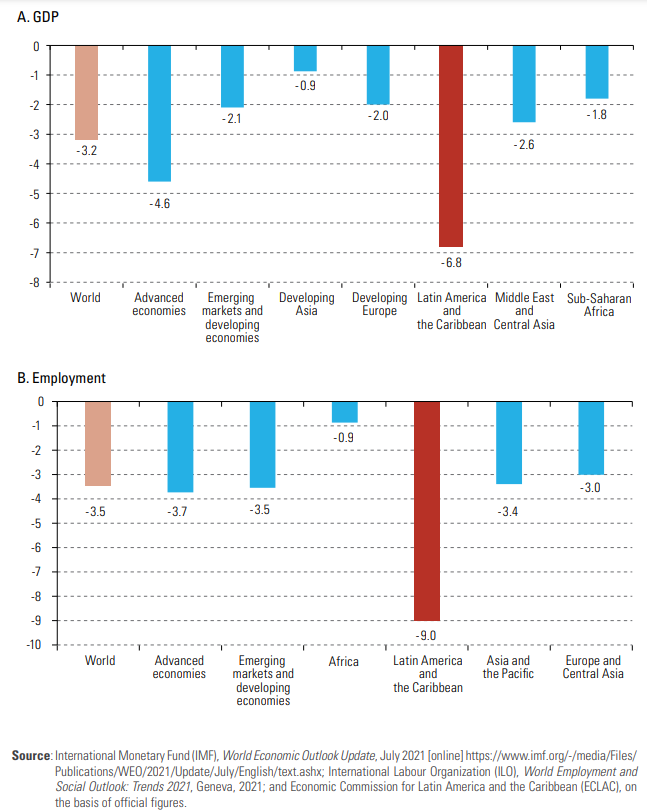 A. GDP
0
-1
-2
-3
-4
-5
-6
-7
-8
-3.2
-4.6
-2.1
-0.9
-2.0
-6.8
-2.6
-1.8
World
Advanced
economies
Emerging
markets and
developing
economies
Developing
Asia
Developing
Europe
Latin America
and
the Caribbean
Middle East
and
Central Asia
Sub-Saharan
Africa
B. Employment
0
-1
-2
-3
-4
-5
-6
-7
-8
-9
-10
-3.5
-3.7
-3.5
-0.9
-9.0
-3.4
-3.0
World
Advanced
economies
Emerging
markets and
developing
economies
Africa
Latin America
and
the Caribbean
Asia and
the Pacific
Europe and
Central Asia
Source: International Monetary Fund (IMF), World Economic Outlook Update, July 2021 [online] https://www.imf.org/-/media/Files/
Publications/WEO/2021/Update/July/English/text.ashx; International Labour Organization (ILO), World Employment and
Social Outlook: Trends 2021, Geneva, 2021; and Economic Commission for Latin America and the Caribbean (ECLAC), on
the basis of official figures.